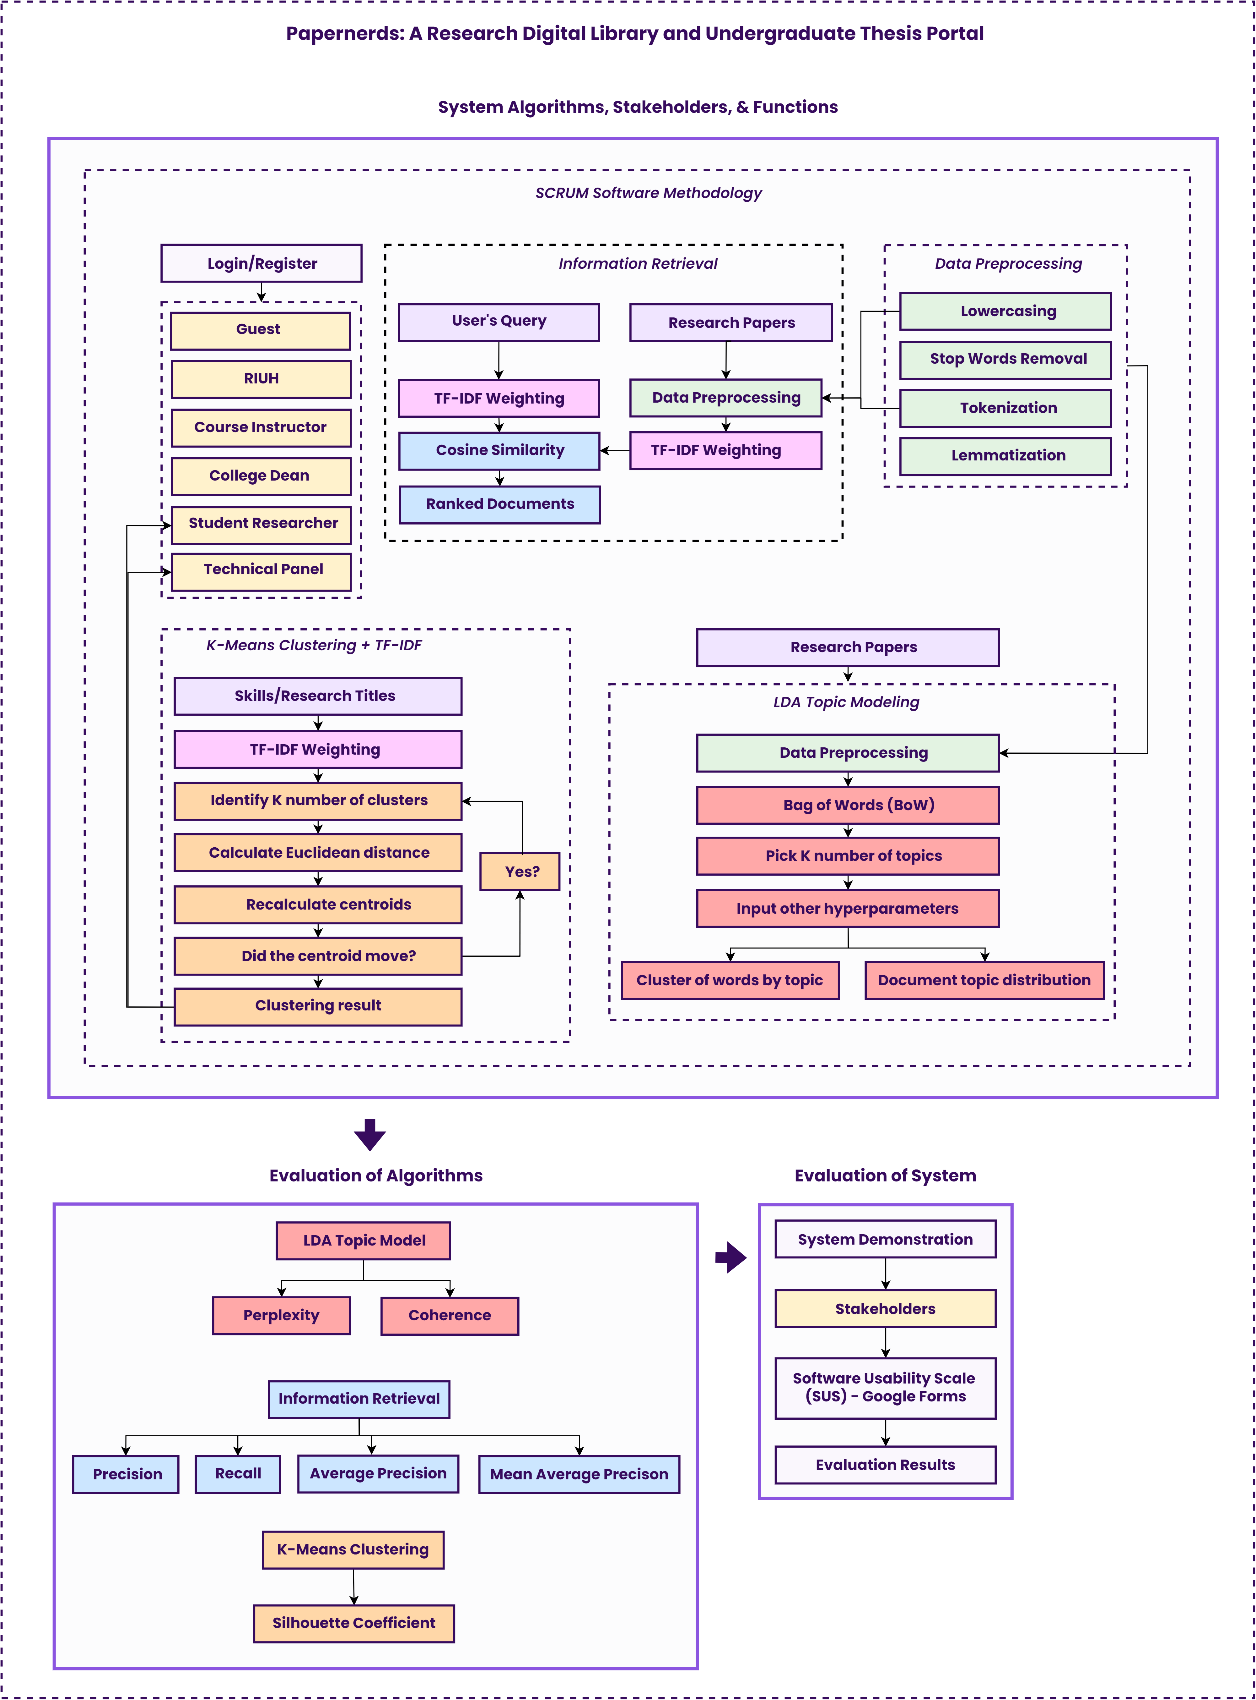 Papernerds: A Research Digital Library and Undergraduate Thesis Portal
System Algorithms, Stakeholders, & Functions
SCRUM Software Methodology
Login/Register
Guest
RIUH
Course Instructor
College Dean
Student Researcher
Technical Panel
Information Retrieval
User's Query
TF-IDF Weighting
Cosine Similarity
Ranked Documents
Research Papers
Data Preprocessing
TF-IDF Weighting
Data Preprocessing
Lowercasing
Stop Words Removal
Tokenization
Lemmatization
K-Means Clustering + TF-IDF
Skills/Research Titles
TF-IDF Weighting
Identify K number of clusters
Calculate Euclidean distance
Recalculate centroids
Did the centroid move?
Clustering result
Yes?
Research Papers
LDA Topic Modeling
Data Preprocessing
Bag of Words (BoW)
Pick K number of topics
Input other hyperparameters
Cluster of words by topic
Document topic distribution
Evaluation of Algorithms
LDA Topic Model
Perplexity
Coherence
Information Retrieval
Precision
Recall
Average Precision
Mean Average Precison
K-Means Clustering
Silhouette Coefficient
Evaluation of System
System Demonstration
Stakeholders
Software Usability Scale
(SUS) - Google Forms
Evaluation Results